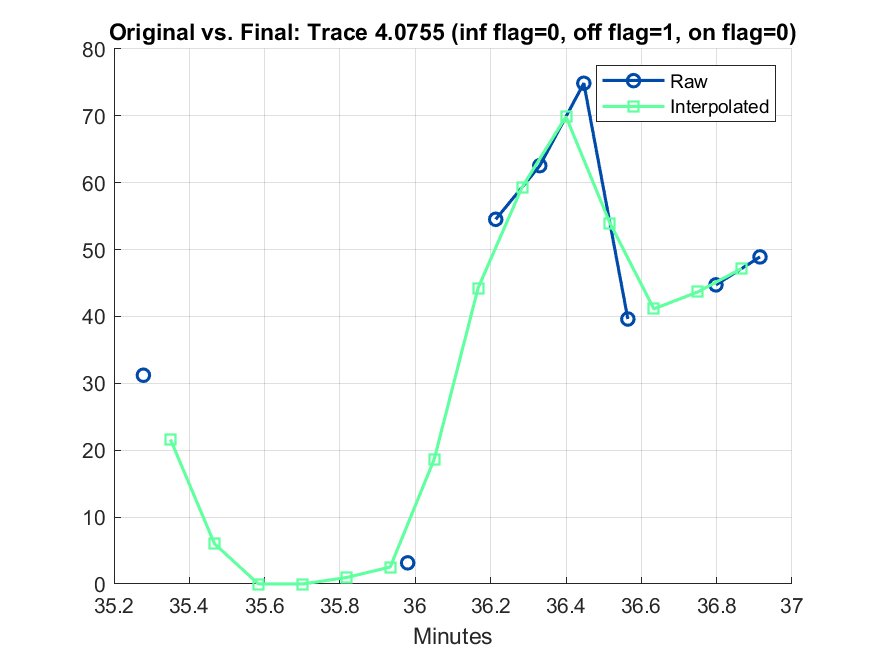 Original vs. Final: Trace 4.0755 (inf flag=0, off flag=1, on flag=0)
80
70
60
50
40
30
20
10
0
Raw
Interpolated
35.2 35.4 35.6 35.8 36 36.2 36.4 36.6 36.8 37
Minutes